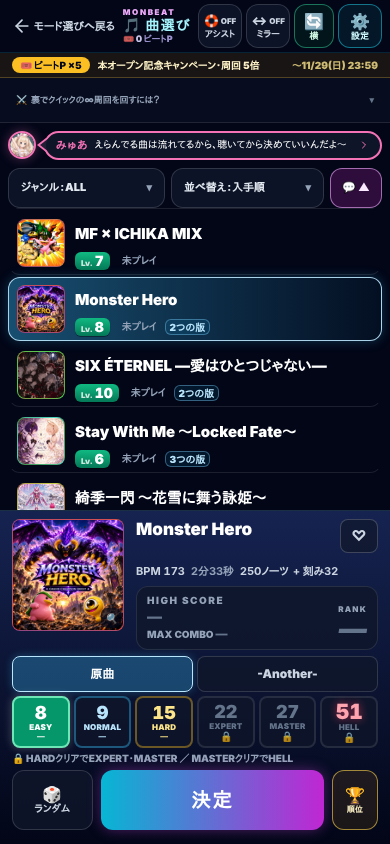 ← モード選びへ戻る
MONBEAT
🎵 曲選び
🎟 0 ビートP
🛟 OFF
アシスト
↔ OFF
ミラー
🔄
横
⚙️
設定
🎟 ビートP ×5
本オープン記念キャンペーン・周回 5倍
〜11/29(日) 23:59
⚔️ 裏でクイックの∞周回を回すには?
▼
みゅあ えらんでる曲は流れてるから、聴いてから決めていいんだよ〜 ›
ジャンル:ALL ▼
並べ替え:入手順 ▼
💬 ▲
MF × ICHIKA MIX
Lv. 7 未プレイ
Monster Hero
Lv. 8 未プレイ 2つの版
SIX ÉTERNEL —愛はひとつじゃない—
Lv. 10 未プレイ 2つの版
Stay With Me 〜Locked Fate〜
Lv. 6 未プレイ 3つの版
綺季一閃 〜花雪に舞う詠姫〜
MONSTER
HERO
Monster Hero
♡
BPM 173 2分33秒 250ノーツ + 刻み32
HIGH SCORE
—
MAX COMBO —
RANK
—
原曲
-Another-
8
EASY
—
9
NORMAL
—
15
HARD
—
22
EXPERT
🔒
27
MASTER
🔒
51
HELL
🔒
🔒 HARDクリアでEXPERT・MASTER ／ MASTERクリアでHELL
🎲
ランダム
決定
🏆
順位